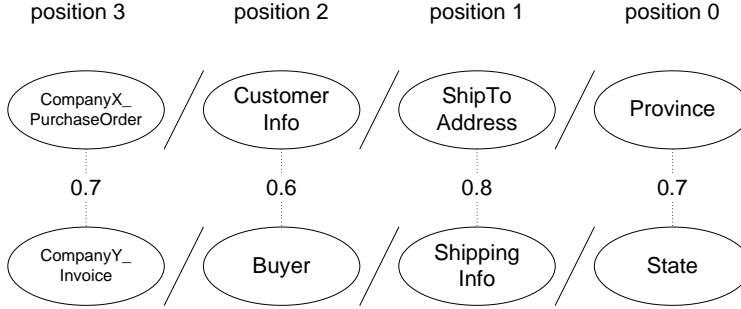 position 3 position 2 position 1 position 0
CompanyX_ Customer ShipTo Province
PurchaseOrder Info Address
0.7 0.6 0.8 0.7
CompanyY_ Buyer Shipping State
Invoice Info